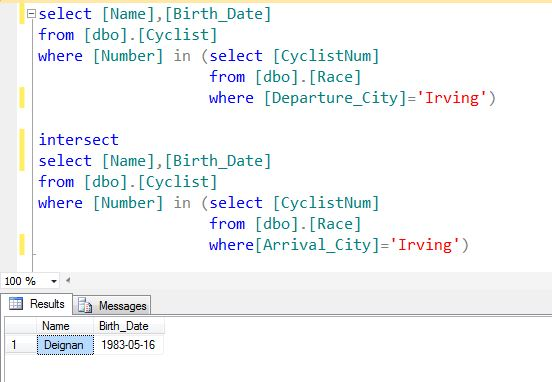 select [Name],[Birth_Date]
from [dbo].[Cyclist]
where [Number] in (select [CyclistNum]
from [dbo].[Race]
where [Departure_City]='Irving')
intersect
select [Name],[Birth_Date]
from [dbo].[Cyclist]
where [Number] in (select [CyclistNum]
from [dbo].[Race]
where[Arrival_City]='Irving')
100 %
Results Messages
Name Birth_Date
1 Deignan 1983-05-16